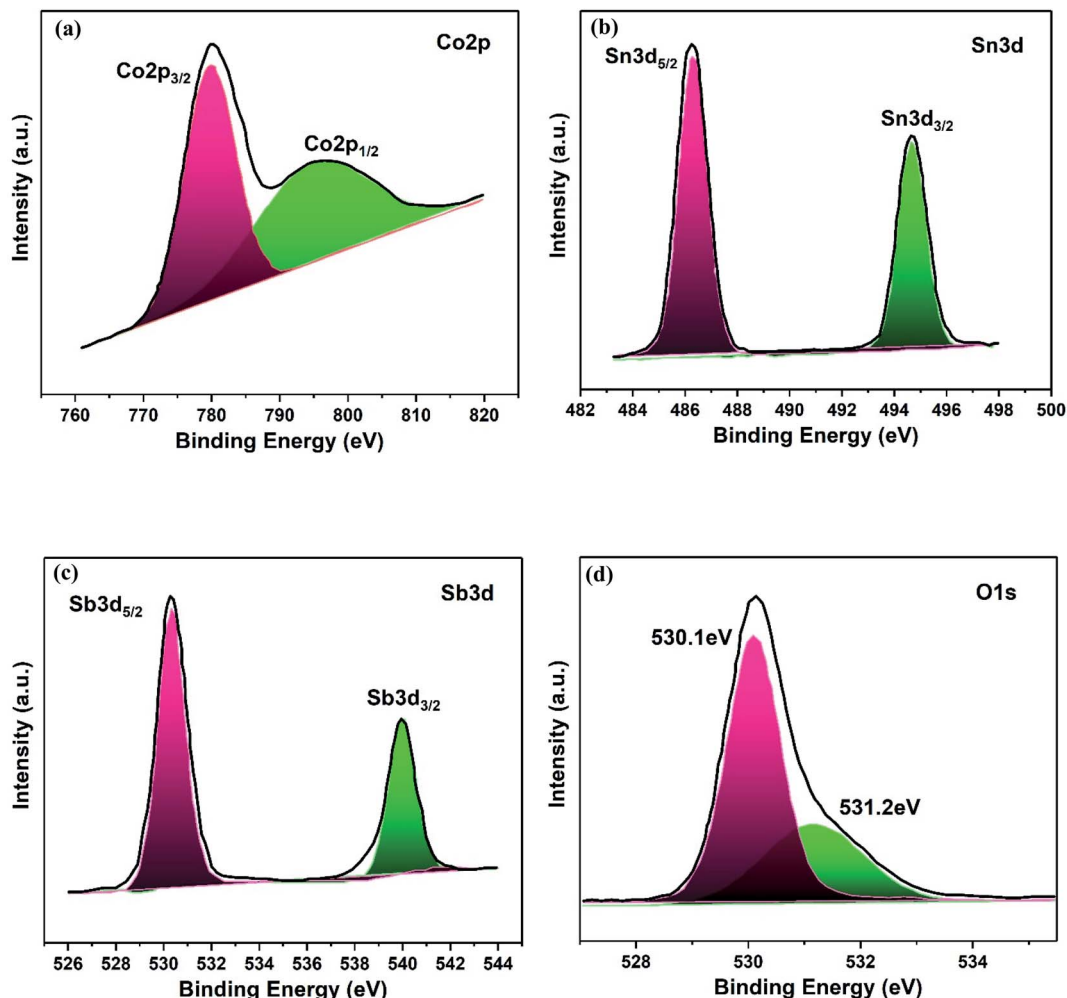 (a)
Co2p
Co2p3/2
Co2p1/2
Intensity (a.u.)
760 770 780 790 800 810 820
Binding Energy (eV)
(b)
Sn3d
Sn3d5/2
Sn3d3/2
Intensity (a.u.)
482 484 486 488 490 492 494 496 498 500
Binding Energy (eV)
(c)
Sb3d
Sb3d5/2
Sb3d3/2
Intensity (a.u.)
526 528 530 532 534 536 538 540 542 544
Binding Energy (eV)
(d)
O1s
530.1eV
531.2eV
Intensity (a.u.)
528 530 532 534
Binding Energy (eV)